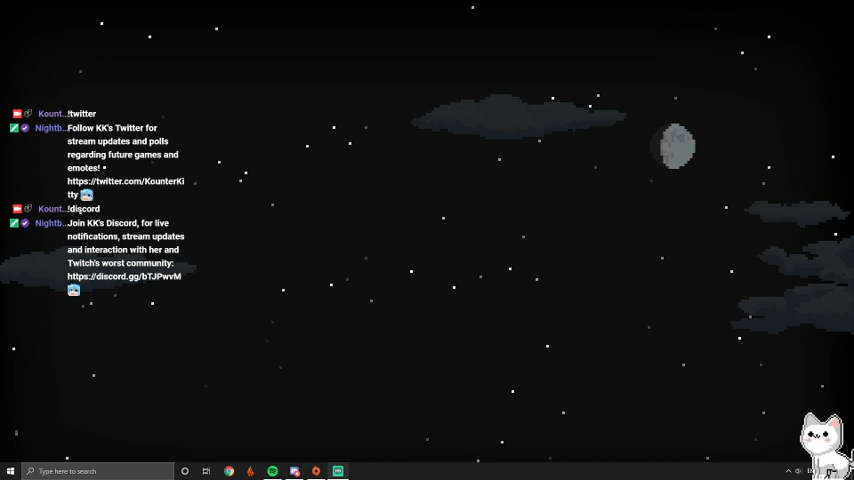 Kount...!twitter
Nightb...Follow KK's Twitter for
stream updates and polls
regarding future games and
emotes! •
https://twitter.com/KounterKi
tty
Kount...!discord
Nightb...Join KK's Discord, for live
notifications, stream updates
and interaction with her and
Twitch's worst community:
https://discord.gg/bTJPwvM
Type here to search